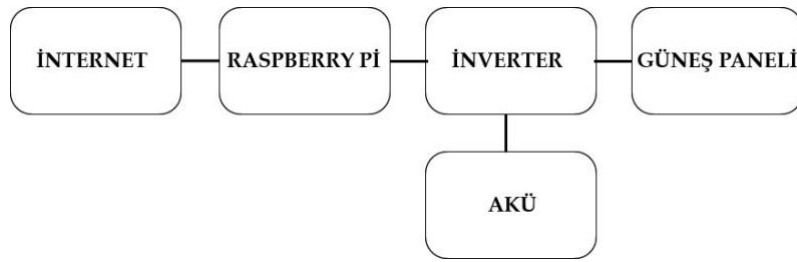 İNTERNET
RASPBERRY Pİ
İNVERTER
GÜNEŞ PANELİ
AKÜ